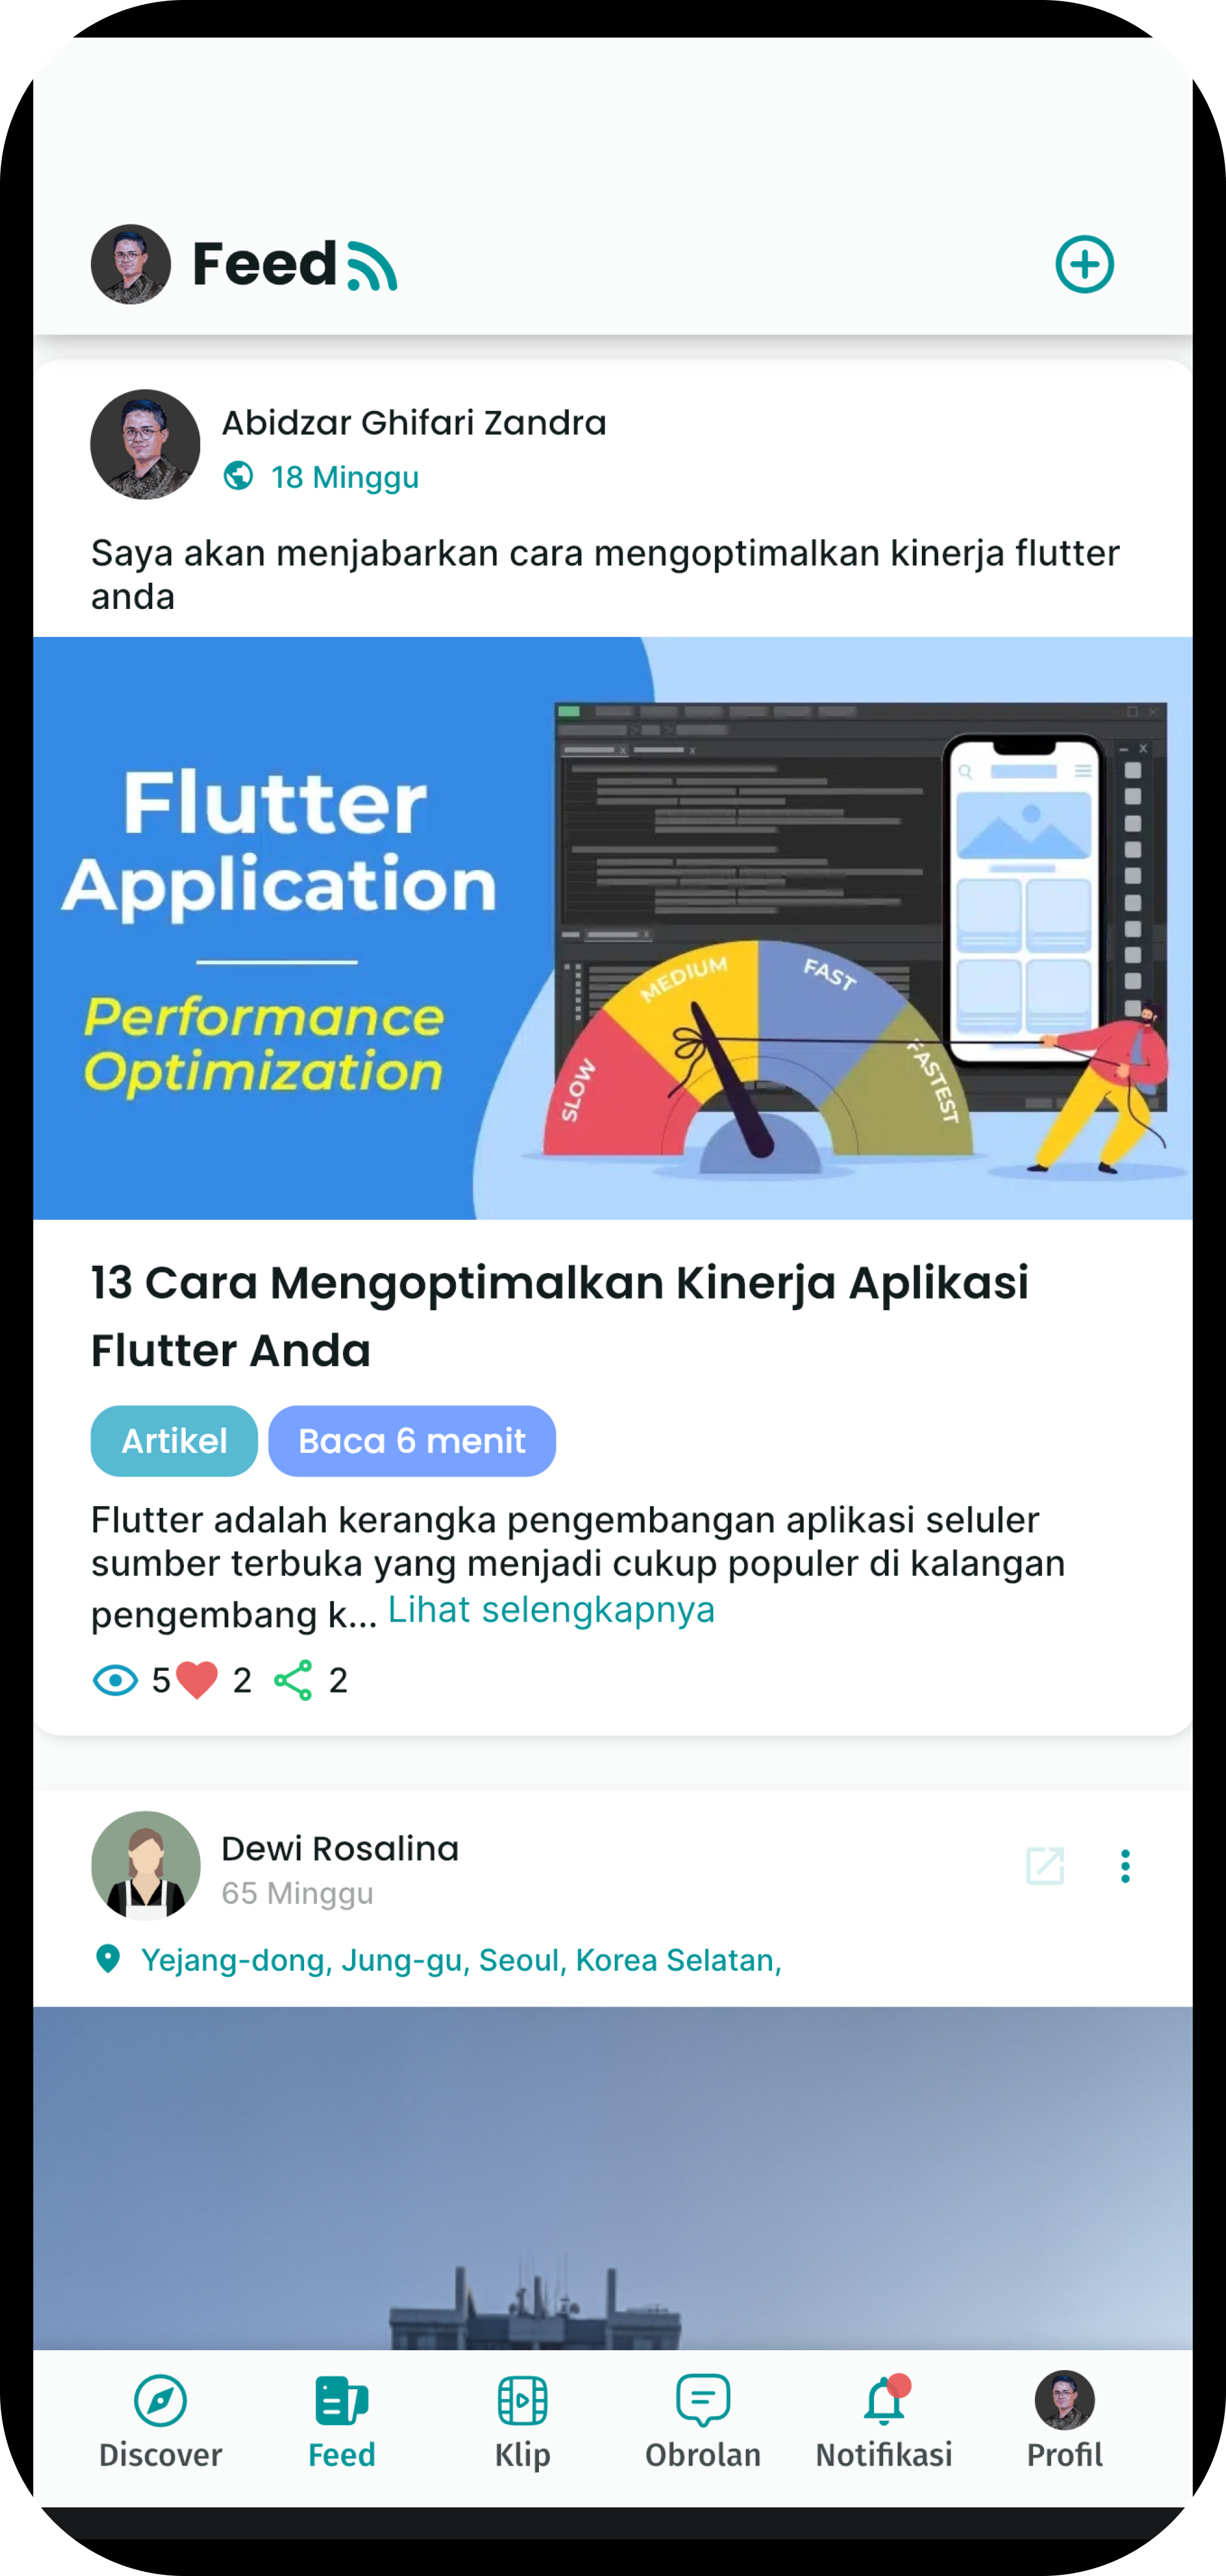 Feed
Abidzar Ghifari Zandra
18 Minggu
Saya akan menjabarkan cara mengoptimalkan kinerja flutter
anda
Flutter
Application
Performance
Optimization
SLOW
MEDIUM
FAST
FASTEST
13 Cara Mengoptimalkan Kinerja Aplikasi
Flutter Anda
Artikel Baca 6 menit
Flutter adalah kerangka pengembangan aplikasi seluler
sumber terbuka yang menjadi cukup populer di kalangan
pengembang k... Lihat selengkapnya
5 2 2
Dewi Rosalina
65 Minggu
Yejang-dong, Jung-gu, Seoul, Korea Selatan,
Discover Feed Klip Obrolan Notifikasi Profil